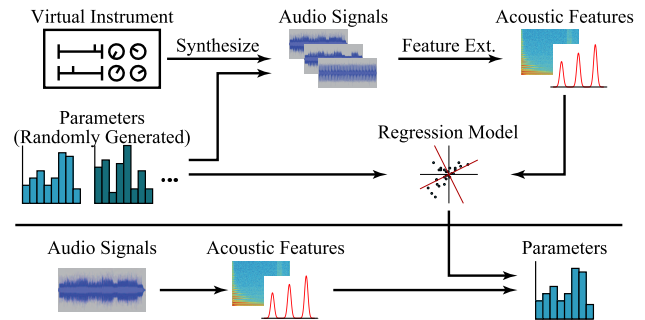 Virtual Instrument
Audio Signals
Acoustic Features
Synthesize
Feature Ext.
Parameters
(Randomly Generated)
...
Regression Model
Audio Signals
Acoustic Features
Parameters